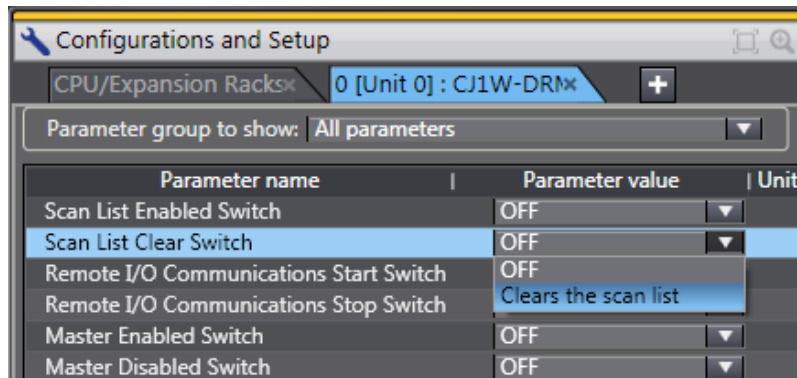 Configurations and Setup
CPU/Expansion Racks
0 [Unit 0] : CJ1W-DRM
Parameter group to show: All parameters
Parameter name Parameter value Unit
Scan List Enabled Switch OFF
Scan List Clear Switch OFF
OFF
Remote I/O Communications Start Switch
Clears the scan list
Remote I/O Communications Stop Switch
Master Enabled Switch OFF
Master Disabled Switch OFF